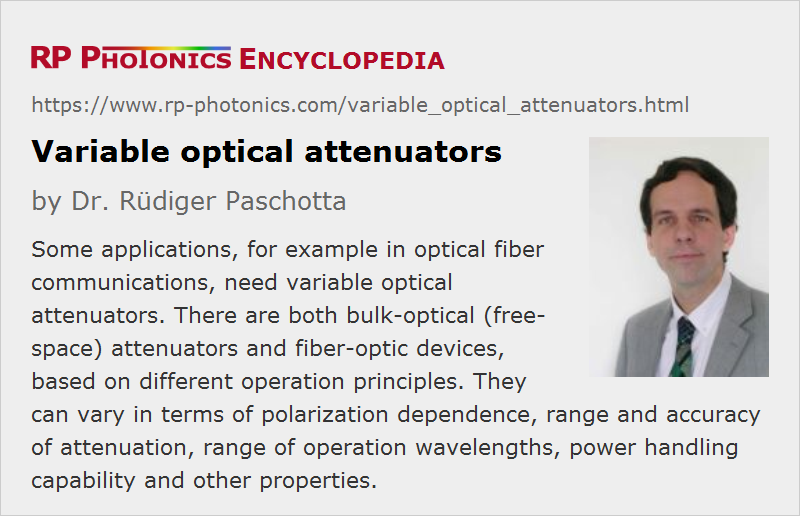 RP PHOTONICS ENCYCLOPEDIA
https://www.rp-photonics.com/variable_optical_attenuators.html
Variable optical attenuators
by Dr. Rüdiger Paschotta
Some applications, for example in optical fiber
communications, need variable optical
attenuators. There are both bulk-optical (free-
space) attenuators and fiber-optic devices,
based on different operation principles. They
can vary in terms of polarization dependence, range and accuracy
of attenuation, range of operation wavelengths, power handling
capability and other properties.